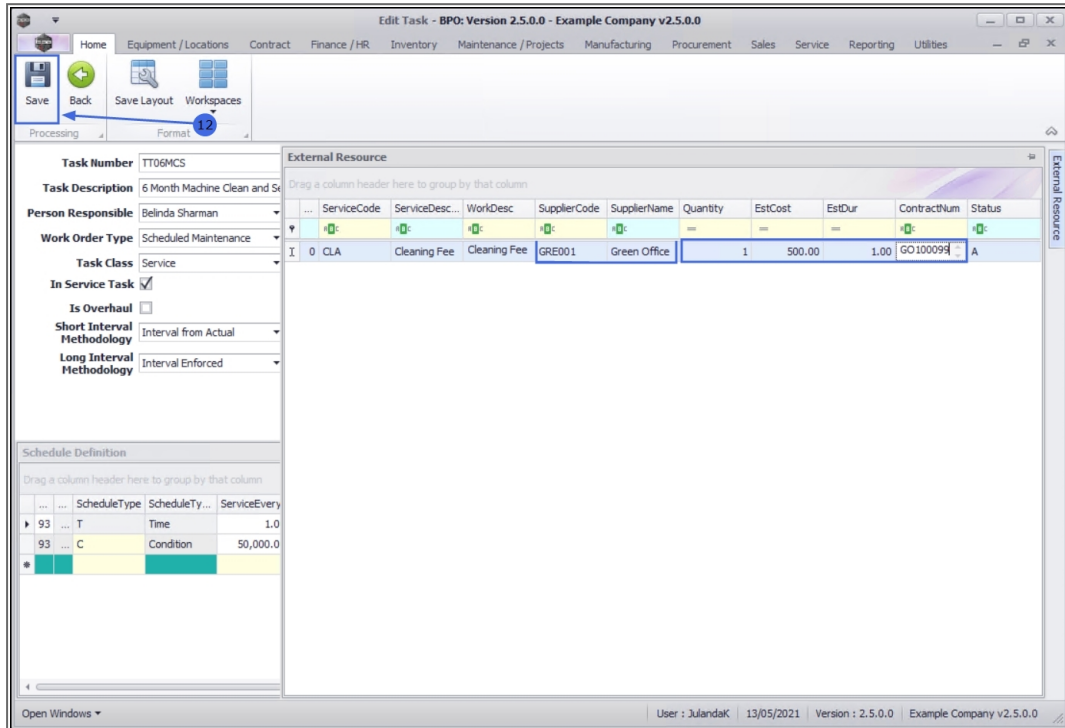 Edit Task - BPO: Version 2.5.0.0 - Example Company v2.5.0.0
Home Equipment / Locations Contract Finance / HR Inventory Maintenance / Projects Manufacturing Procurement Sales Service Reporting Utilities
Save Back Save Layout Workspaces
12
Processing Format
Task Number TT06MCS
Task Description 6 Month Machine Clean and Se
Person Responsible Belinda Sharman
Work Order Type Scheduled Maintenance
Task Class Service
In Service Task
Is Overhaul
Short Interval
Methodology Interval from Actual
Long Interval
Methodology Interval Enforced
External Resource
External Resource
Drag a column header here to group by that column
... ServiceCode ServiceDesc... WorkDesc SupplierCode SupplierName Quantity EstCost EstDur ContractNum Status
= = =
0 CLA Cleaning Fee Cleaning Fee GRE001 Green Office 1 500.00 1.00 GO100099 A
Schedule Definition
Drag a column header here to group by that column
... ... ScheduleType ScheduleTy... ServiceEvery
93 ... T Time 1.0
93 ... C Condition 50,000.0
Open Windows User : JulandaK 13/05/2021 Version : 2.5.0.0 Example Company v2.5.0.0